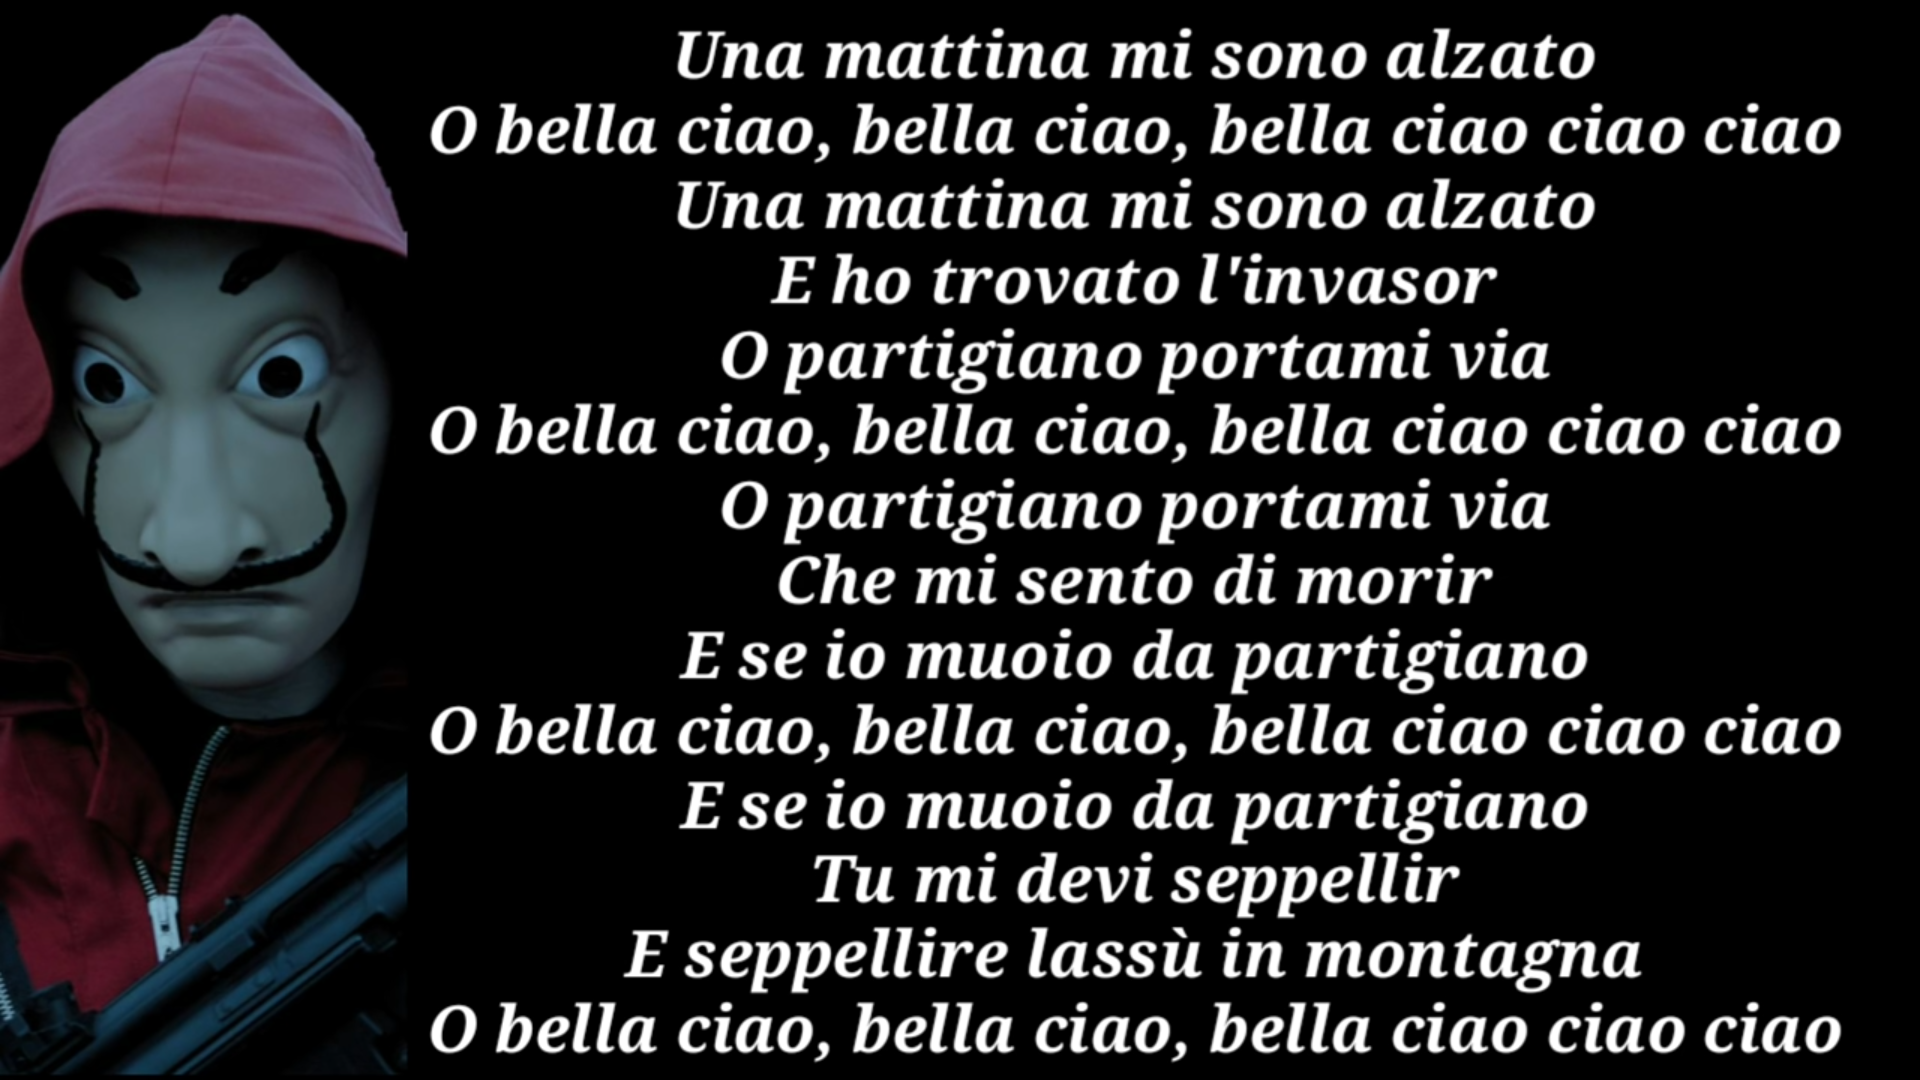 Una mattina mi sono alzato
O bella ciao, bella ciao, bella ciao ciao ciao
Una mattina mi sono alzato
E ho trovato l'invasor
O partigiano portami via
O bella ciao, bella ciao, bella ciao ciao ciao
O partigiano portami via
Che mi sento di morir
E se io muoio da partigiano
O bella ciao, bella ciao, bella ciao ciao ciao
E se io muoio da partigiano
Tu mi devi seppellir
E seppellire lassù in montagna
O bella ciao, bella ciao, bella ciao ciao ciao